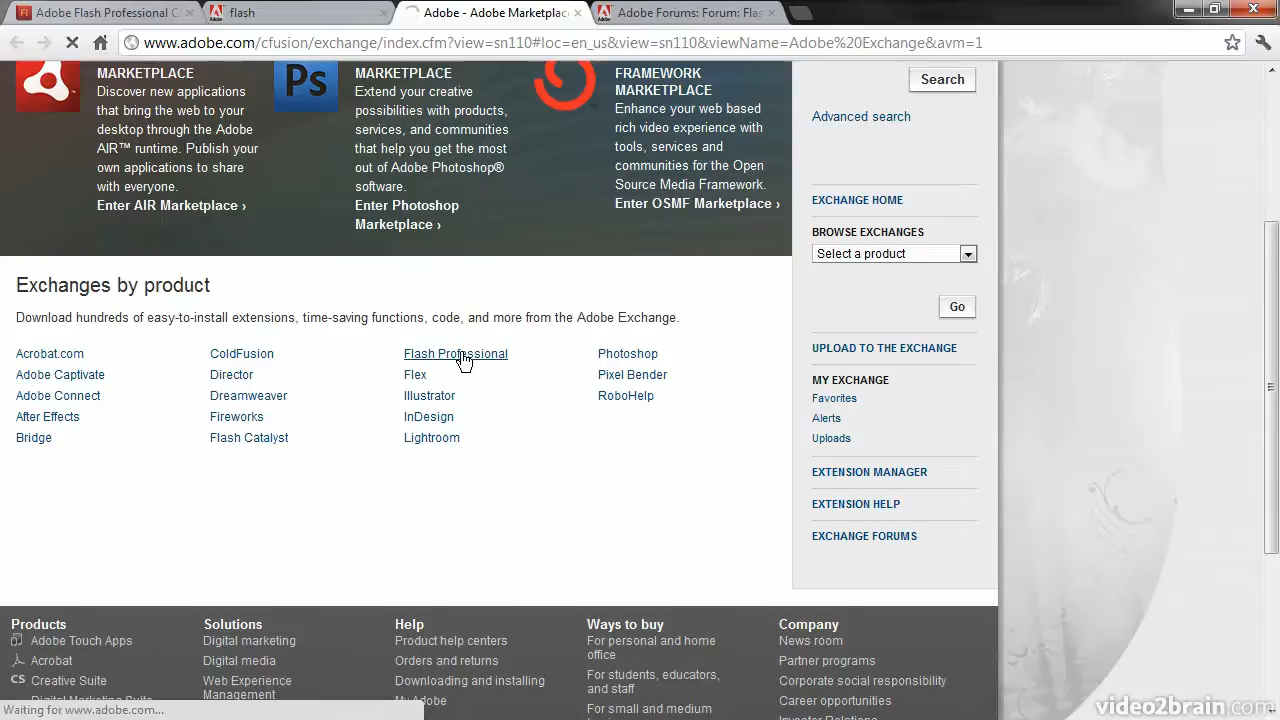 Adobe Flash Professional C
flash
Adobe - Adobe Marketplac
Adobe Forums: Forum: Flas
www.adobe.com/cfusion/exchange/index.cfm?view=sn110#loc=en_us&view=sn110&viewName=Adobe%20Exchange&avm=1
MARKETPLACE
Discover new applications
that bring the web to your
desktop through the Adobe
AIR™ runtime. Publish your
own applications to share
with everyone.
Enter AIR Marketplace ›
Ps
MARKETPLACE
Extend your creative
possibilities with products,
services, and communities
that help you get the most
out of Adobe Photoshop®
software.
Enter Photoshop
Marketplace ›
FRAMEWORK
MARKETPLACE
Enhance your web based
rich video experience with
tools, services and
communities for the Open
Source Media Framework.
Enter OSMF Marketplace ›
Search
Advanced search
EXCHANGE HOME
BROWSE EXCHANGES
Select a product
Go
UPLOAD TO THE EXCHANGE
MY EXCHANGE
Favorites
Alerts
Uploads
EXTENSION MANAGER
EXTENSION HELP
EXCHANGE FORUMS
Exchanges by product
Download hundreds of easy-to-install extensions, time-saving functions, code, and more from the Adobe Exchange.
Acrobat.com
Adobe Captivate
Adobe Connect
After Effects
Bridge
ColdFusion
Director
Dreamweaver
Fireworks
Flash Catalyst
Flash Professional
Flex
Illustrator
InDesign
Lightroom
Photoshop
Pixel Bender
RoboHelp
Products
Adobe Touch Apps
Acrobat
CS Creative Suite
Digital Marketing Suite
Solutions
Digital marketing
Digital media
Web Experience
Management
Help
Product help centers
Orders and returns
Downloading and installing
My Adobe
Ways to buy
For personal and home
office
For students, educators,
and staff
For small and medium
Company
News room
Partner programs
Corporate social responsibility
Career opportunities
Investor Relations
Waiting for www.adobe.com...
video2brain.com